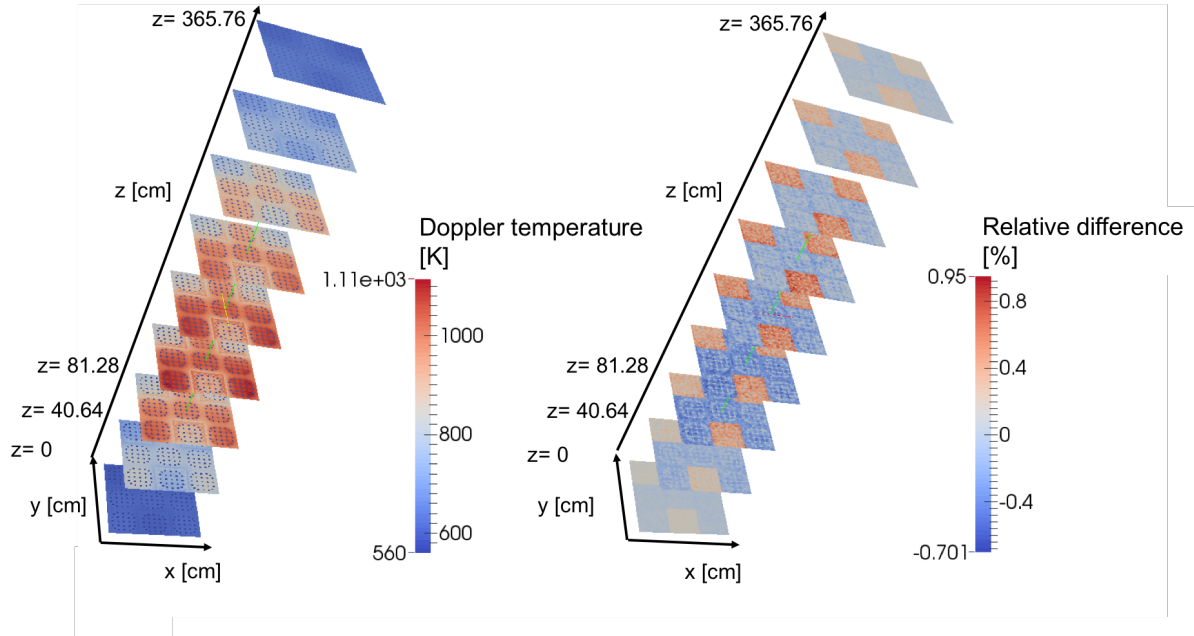 z= 365.76
z [cm]
z= 81.28
z= 40.64
z= 0
y [cm]
x [cm]
Doppler temperature
[K]
1.11e+03
1000
800
600
560
z= 365.76
z [cm]
z= 81.28
z= 40.64
z= 0
y [cm]
x [cm]
Relative difference
[%]
0.95
0.8
0.4
0
-0.4
-0.701